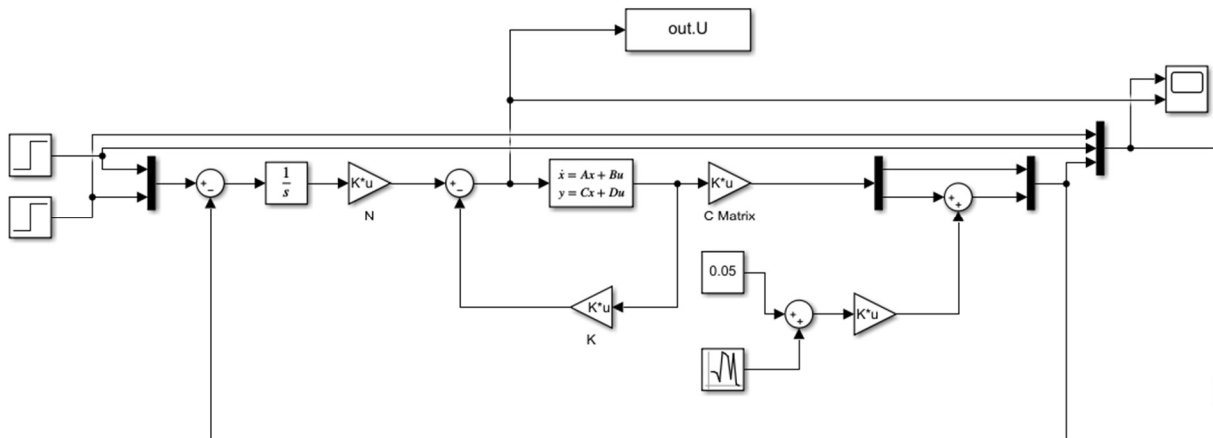 out.U
+
−
1
s
K*u
N
+
−
ẋ = Ax + Bu
y = Cx + Du
K*u
C Matrix
+
+
0.05
K*u
K
+
+
K*u